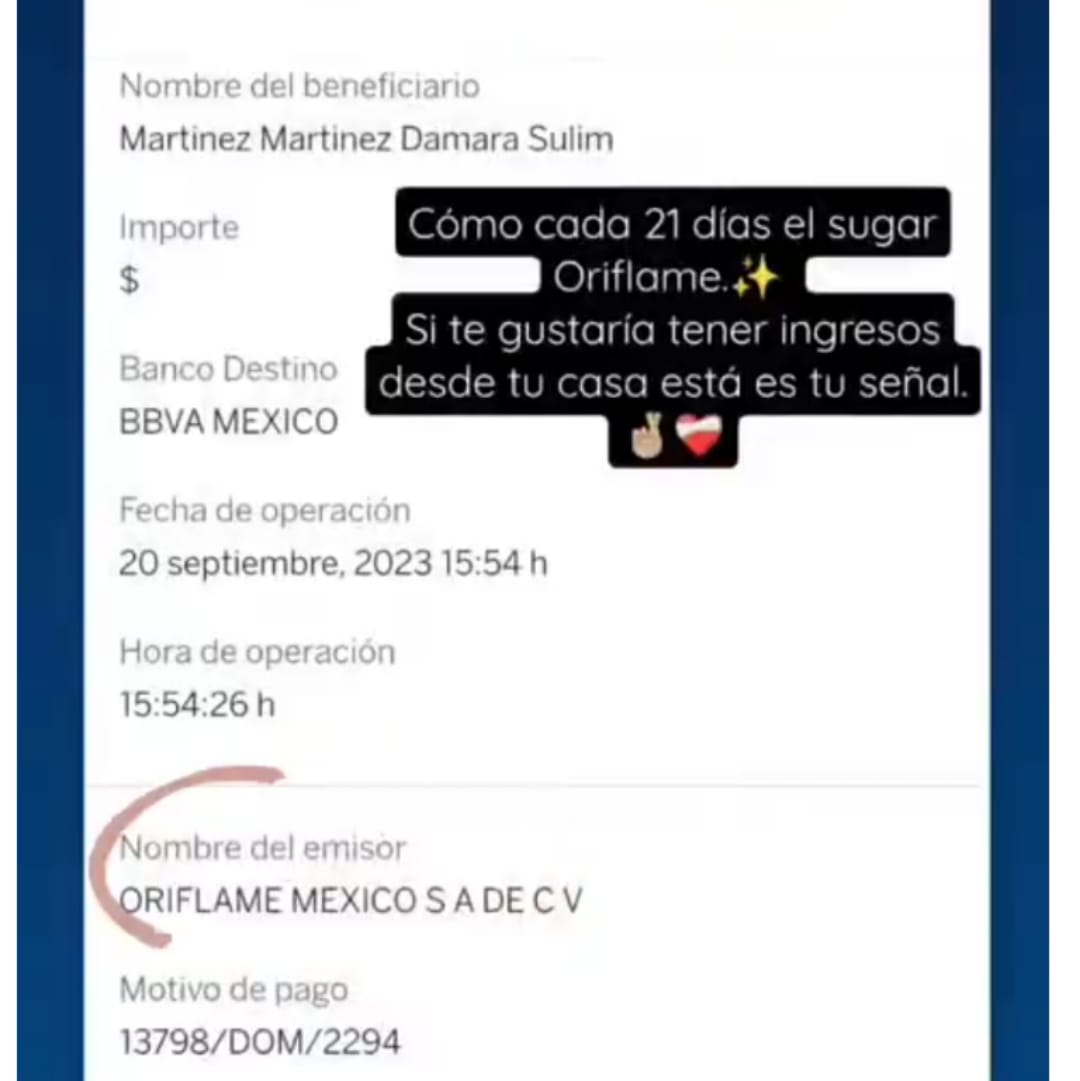 Nombre del beneficiario
Martinez Martinez Damara Sulim
Importe
$
Cómo cada 21 días el sugar
Oriflame.✨
Si te gustaría tener ingresos
desde tu casa está es tu señal.
🤞🏼❤️‍🩹
Banco Destino
BBVA MEXICO
Fecha de operación
20 septiembre, 2023 15:54 h
Hora de operación
15:54:26 h
Nombre del emisor
ORIFLAME MEXICO S A DE C V
Motivo de pago
13798/DOM/2294